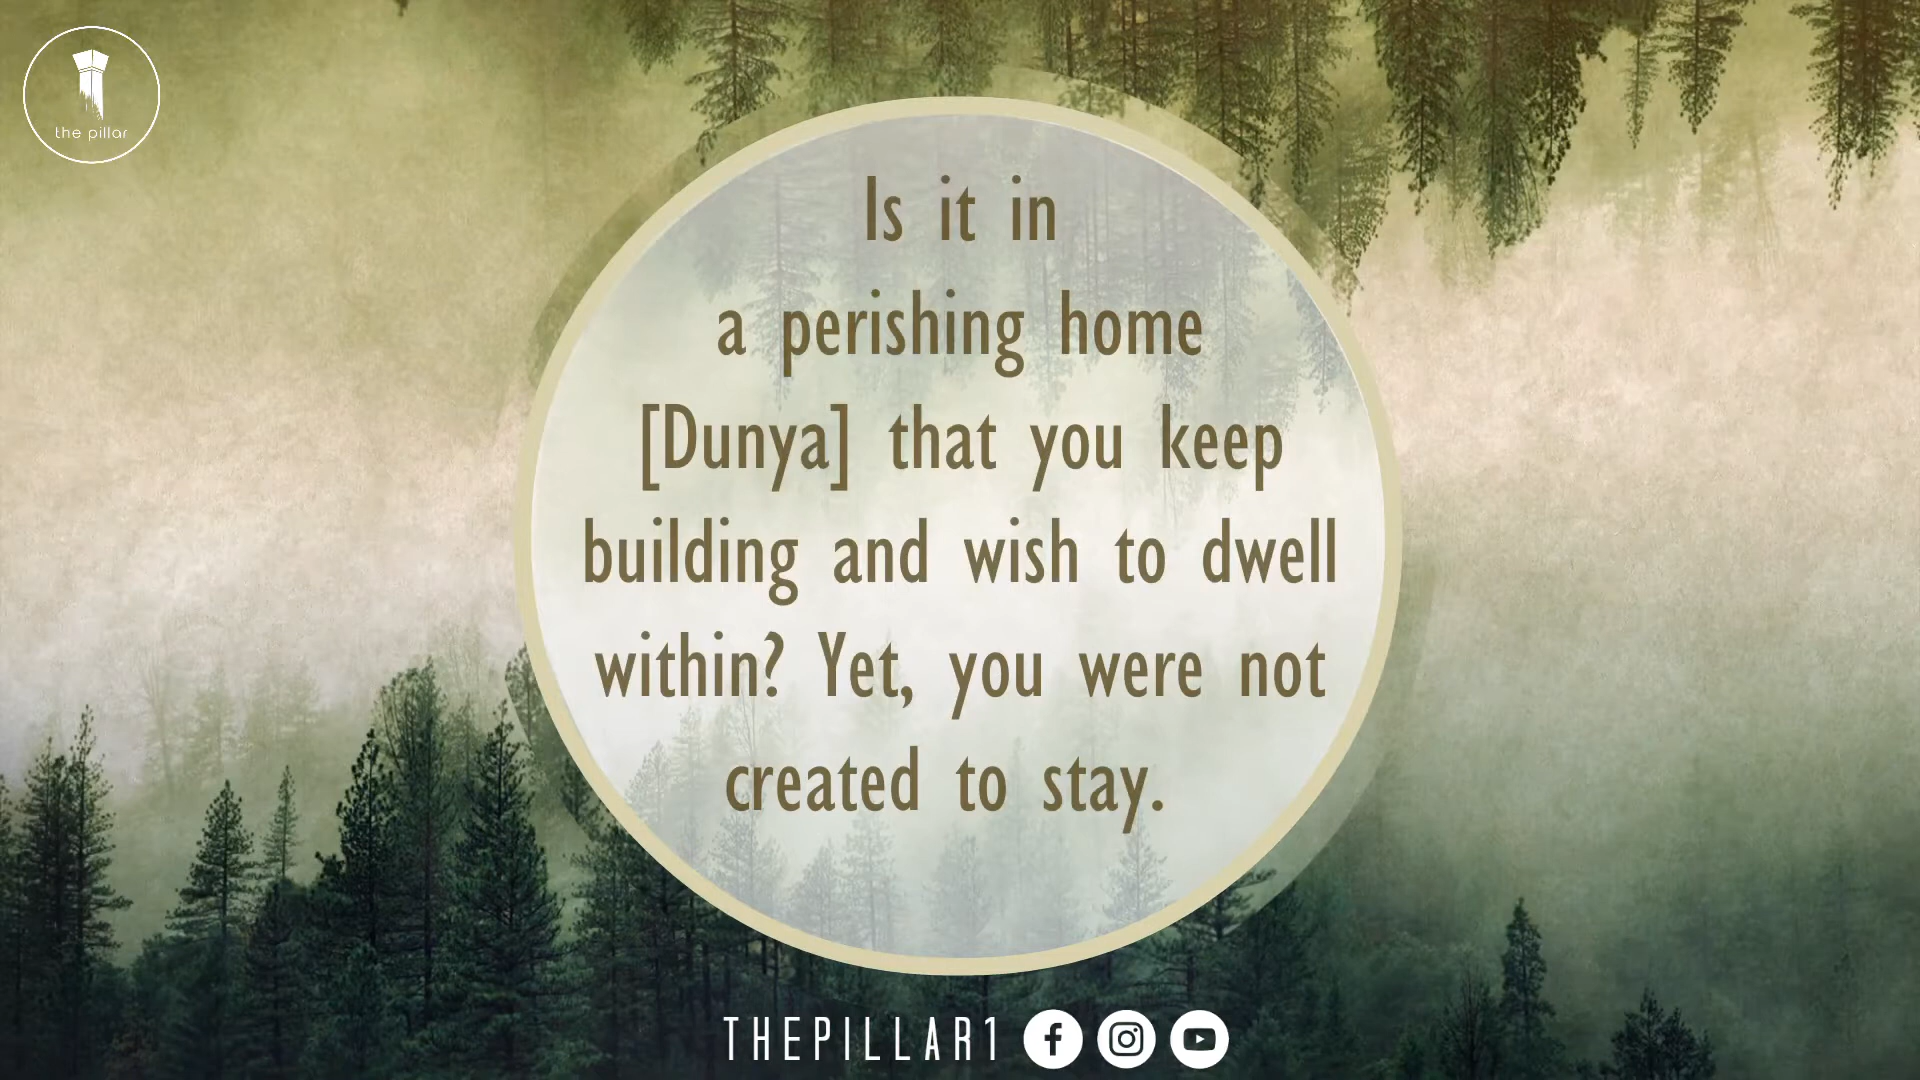 the pillar
Is it in
a perishing home
[Dunya] that you keep
building and wish to dwell
within? Yet, you were not
created to stay.
THEPILLAR1